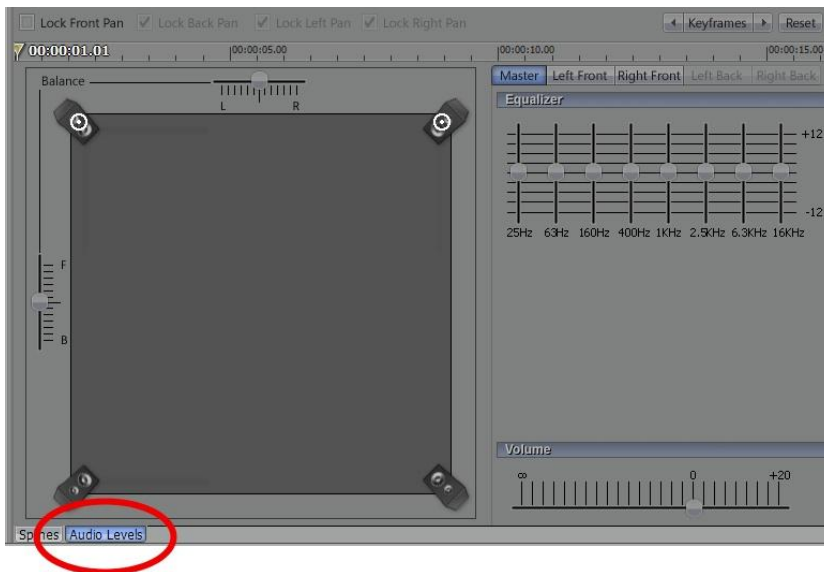 Lock Front Pan Lock Back Pan Lock Left Pan Lock Right Pan Keyframes Reset
00:00:01.01 00:00:05.00 00:00:10.00 00:00:15.00
Balance
L R
Master Left Front Right Front Left Back Right Back
Equalizer
+12
-12
25Hz 63Hz 160Hz 400Hz 1KHz 2.5KHz 6.3KHz 16KHz
F
B
Volume
∞ 0 +20
Audio Levels